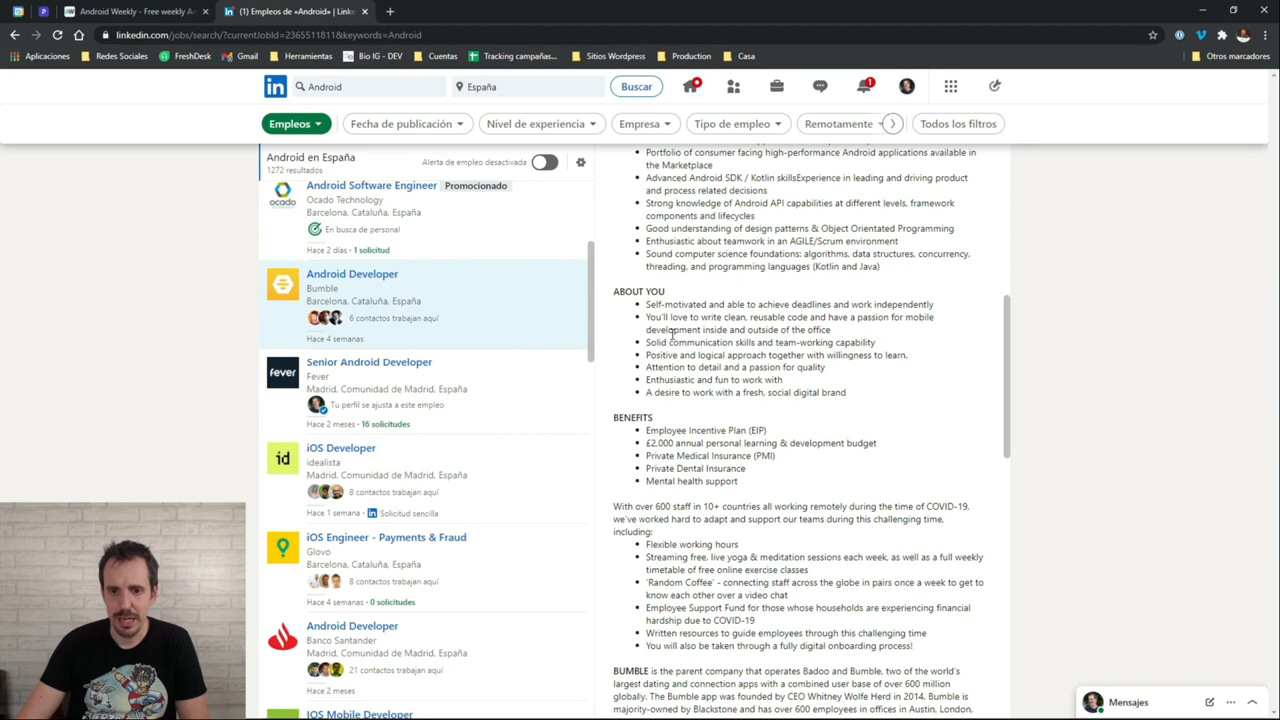 Android Weekly - Free weekly A
(1) Empleos de «Android» | Linke
linkedin.com/jobs/search/?currentJobId=2365511811&keywords=Android
Aplicaciones
Redes Sociales
FreshDesk
Gmail
Herramientas
Bio IG - DEV
Cuentas
Tracking campañas...
Sitios Wordpress
Production
Casa
Otros marcadores
Android
España
Buscar
1
Empleos
Fecha de publicación
Nivel de experiencia
Empresa
Tipo de empleo
Remotamente
Todos los filtros
Android en España
1272 resultados
Alerta de empleo desactivada
Android Software Engineer Promocionado
Ocado Technology
Barcelona, Cataluña, España
En busca de personal
Hace 2 días · 1 solicitud
ocado
Android Developer
Bumble
Barcelona, Cataluña, España
6 contactos trabajan aquí
Hace 4 semanas
Senior Android Developer
fever
Fever
Madrid, Comunidad de Madrid, España
Tu perfil se ajusta a este empleo
Hace 2 meses · 16 solicitudes
iOS Developer
id
idealista
Madrid, Comunidad de Madrid, España
8 contactos trabajan aquí
Hace 1 semana · Solicitud sencilla
iOS Engineer - Payments & Fraud
Glovo
Barcelona, Cataluña, España
8 contactos trabajan aquí
Hace 4 semanas · 0 solicitudes
Android Developer
Banco Santander
Madrid, Comunidad de Madrid, España
21 contactos trabajan aquí
Hace 2 meses
IOS Mobile Developer
Portfolio of consumer facing high-performance Android applications available in
the Marketplace
Advanced Android SDK / Kotlin skillsExperience in leading and driving product
and process related decisions
Strong knowledge of Android API capabilities at different levels, framework
components and lifecycles
Good understanding of design patterns & Object Orientated Programming
Enthusiastic about teamwork in an AGILE/Scrum environment
Sound computer science foundations: algorithms, data structures, concurrency,
threading, and programming languages (Kotlin and Java)
ABOUT YOU
Self-motivated and able to achieve deadlines and work independently
You'll love to write clean, reusable code and have a passion for mobile
development inside and outside of the office
Solid communication skills and team-working capability
Positive and logical approach together with willingness to learn.
Attention to detail and a passion for quality
Enthusiastic and fun to work with
A desire to work with a fresh, social digital brand
BENEFITS
Employee Incentive Plan (EIP)
£2,000 annual personal learning & development budget
Private Medical Insurance (PMI)
Private Dental Insurance
Mental health support
With over 600 staff in 10+ countries all working remotely during the time of COVID-19,
we've worked hard to adapt and support our teams during this challenging time,
including:
Flexible working hours
Streaming free, live yoga & meditation sessions each week, as well as a full weekly
timetable of free online exercise classes
'Random Coffee' - connecting staff across the globe in pairs once a week to get to
know each other over a video chat
Employee Support Fund for those whose households are experiencing financial
hardship due to COVID-19
Written resources to guide employees through this challenging time
You will also be taken through a fully digital onboarding process!
BUMBLE is the parent company that operates Badoo and Bumble, two of the world's
largest dating and connection apps with a combined user base of over 600 million
globally. The Bumble app was founded by CEO Whitney Wolfe Herd in 2014. Bumble is
majority-owned by Blackstone and has over 600 employees in offices in Austin, London,
Mensajes